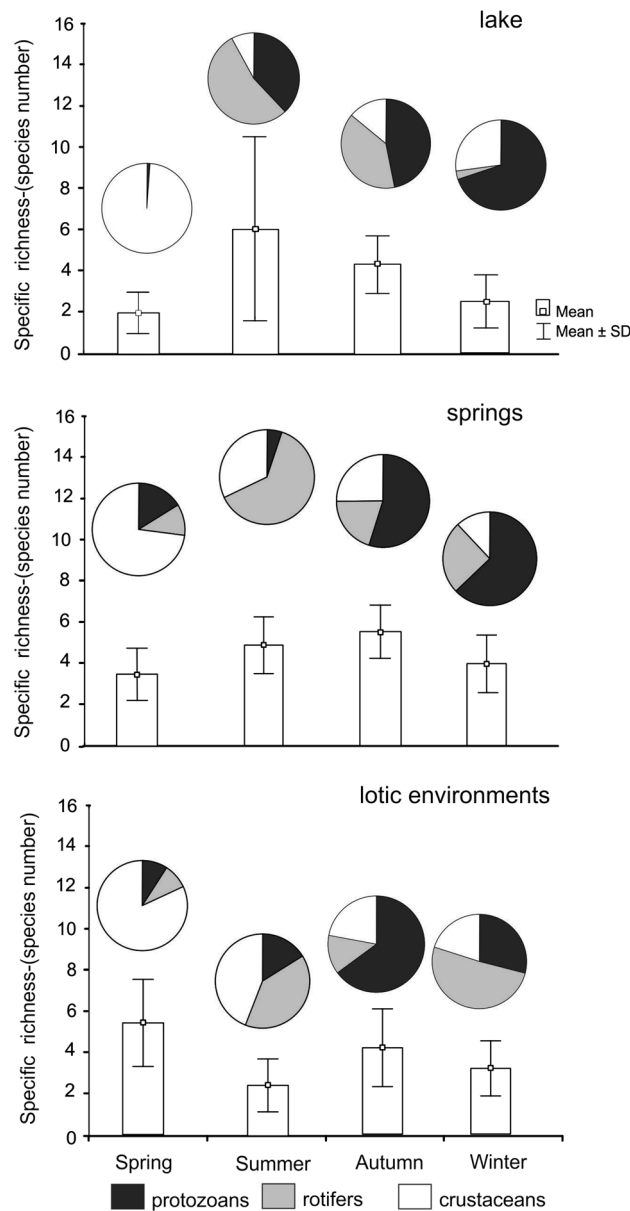 lake
Specific richness-(species number)
16
14
12
10
8
6
4
2
0
Mean
Mean ± SD
springs
Specific richness-(species number)
16
14
12
10
8
6
4
2
0
lotic environments
Specific richness-(species number)
16
14
12
10
8
6
4
2
0
Spring Summer Autumn Winter
protozoans rotifers crustaceans